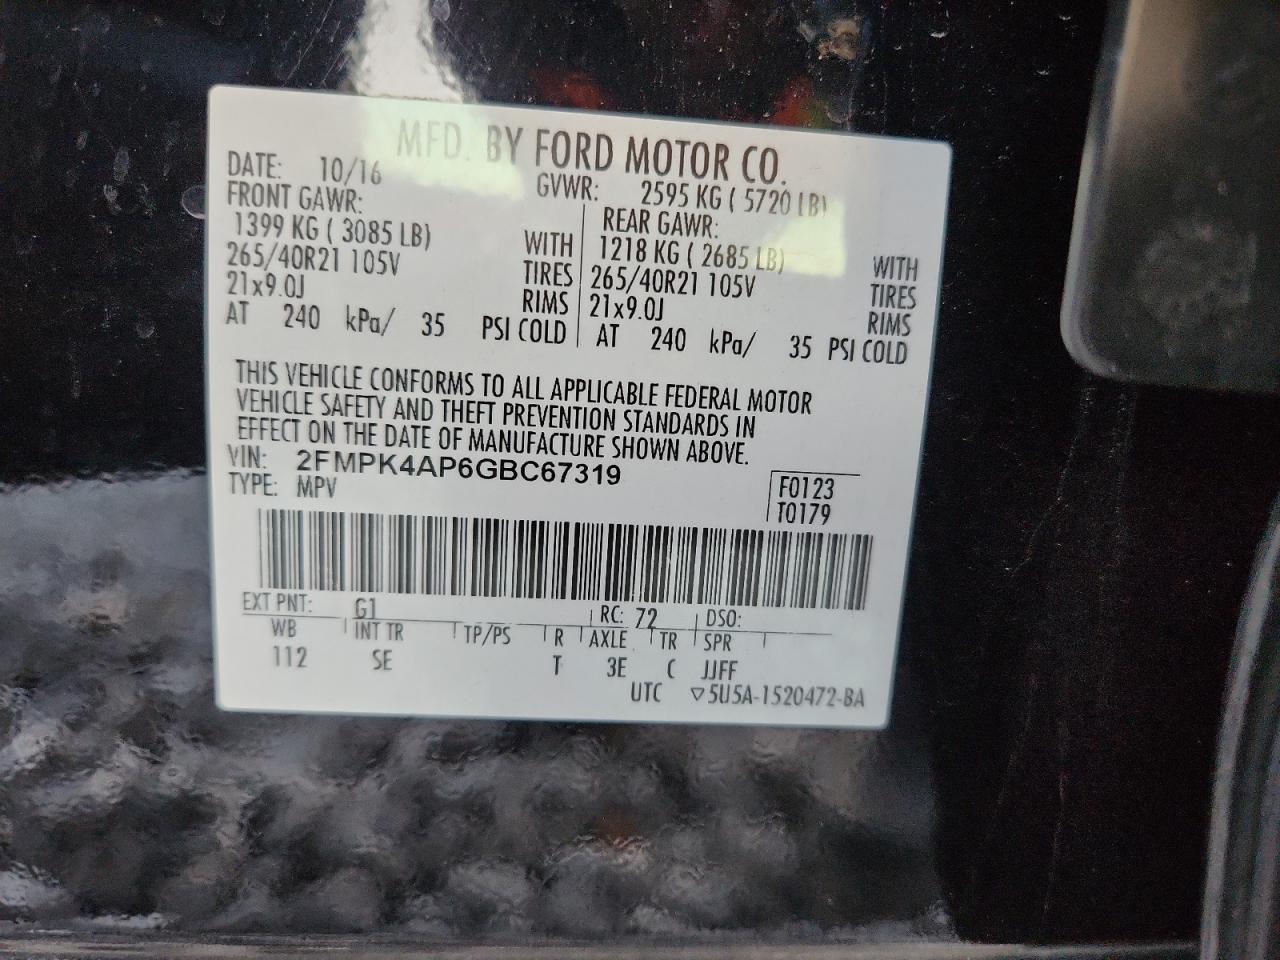 MFD. BY FORD MOTOR CO.
DATE: 10/16 GVWR: 2595 KG ( 5720 LB)
FRONT GAWR: REAR GAWR:
1399 KG ( 3085 LB) WITH 1218 KG ( 2685 LB) WITH
265/40R21 105V TIRES 265/40R21 105V TIRES
21x9.0J RIMS 21x9.0J RIMS
AT 240 kPa/ 35 PSI COLD AT 240 kPa/ 35 PSI COLD
THIS VEHICLE CONFORMS TO ALL APPLICABLE FEDERAL MOTOR
VEHICLE SAFETY AND THEFT PREVENTION STANDARDS IN
EFFECT ON THE DATE OF MANUFACTURE SHOWN ABOVE.
VIN: 2FMPK4AP6GBC67319
TYPE: MPV F0123
T0179
EXT PNT: G1 RC: 72 DSO:
WB INT TR TP/PS R AXLE TR SPR
112 SE T 3E C JJFF
UTC ▽5U5A-1520472-BA